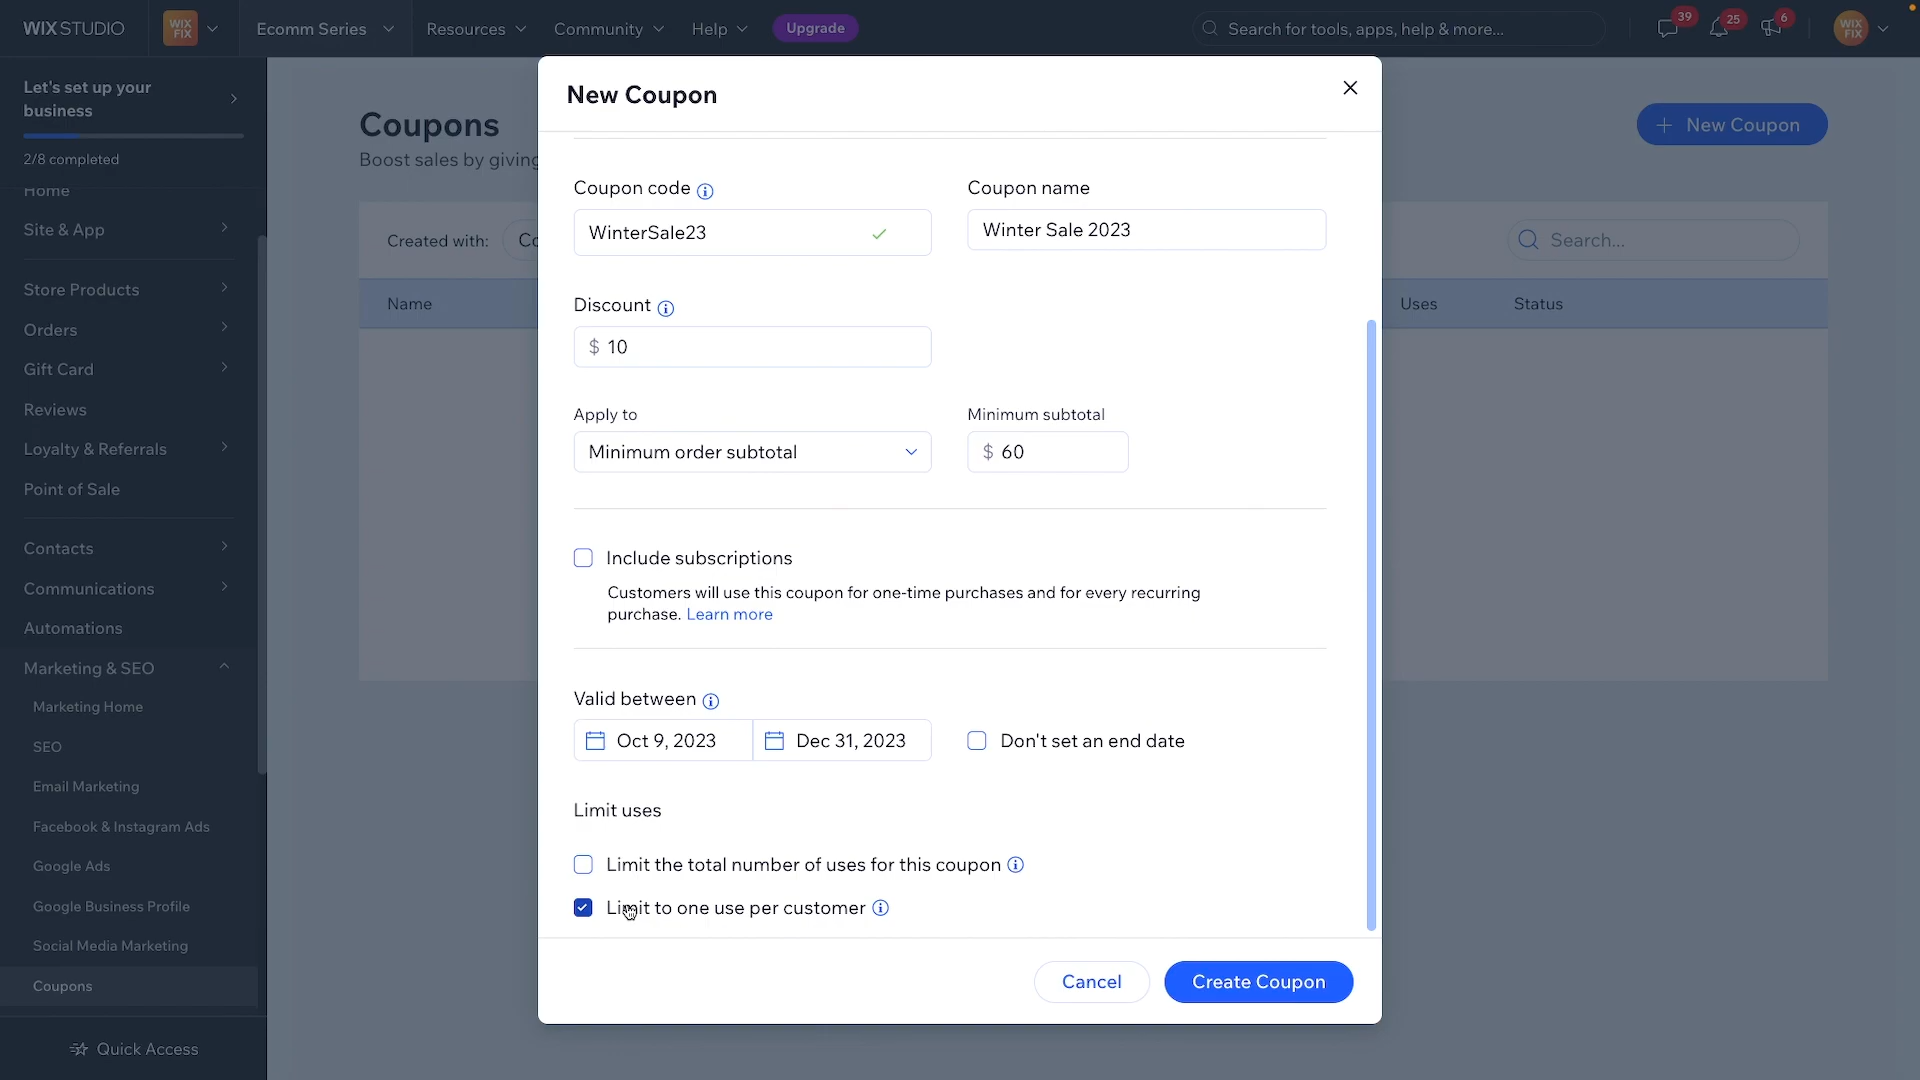 WIX STUDIO
WIX FIX
Ecomm Series
Resources
Community
Help
Upgrade
Search for tools, apps, help & more...
39
25
6
WIX FIX
Let's set up your
business
2/8 completed
Home
Site & App
Store Products
Orders
Gift Card
Reviews
Loyalty & Referrals
Point of Sale
Contacts
Communications
Automations
Marketing & SEO
Marketing Home
SEO
Email Marketing
Facebook & Instagram Ads
Google Ads
Google Business Profile
Social Media Marketing
Coupons
Quick Access
Coupons
Boost sales by giving
+ New Coupon
Created with:
Co
Search...
Name
Uses
Status
New Coupon
Coupon code
Coupon name
WinterSale23
Winter Sale 2023
Discount
$ 10
Apply to
Minimum subtotal
Minimum order subtotal
$ 60
Include subscriptions
Customers will use this coupon for one-time purchases and for every recurring
purchase. Learn more
Valid between
Oct 9, 2023
Dec 31, 2023
Don't set an end date
Limit uses
Limit the total number of uses for this coupon
Limit to one use per customer
Cancel
Create Coupon